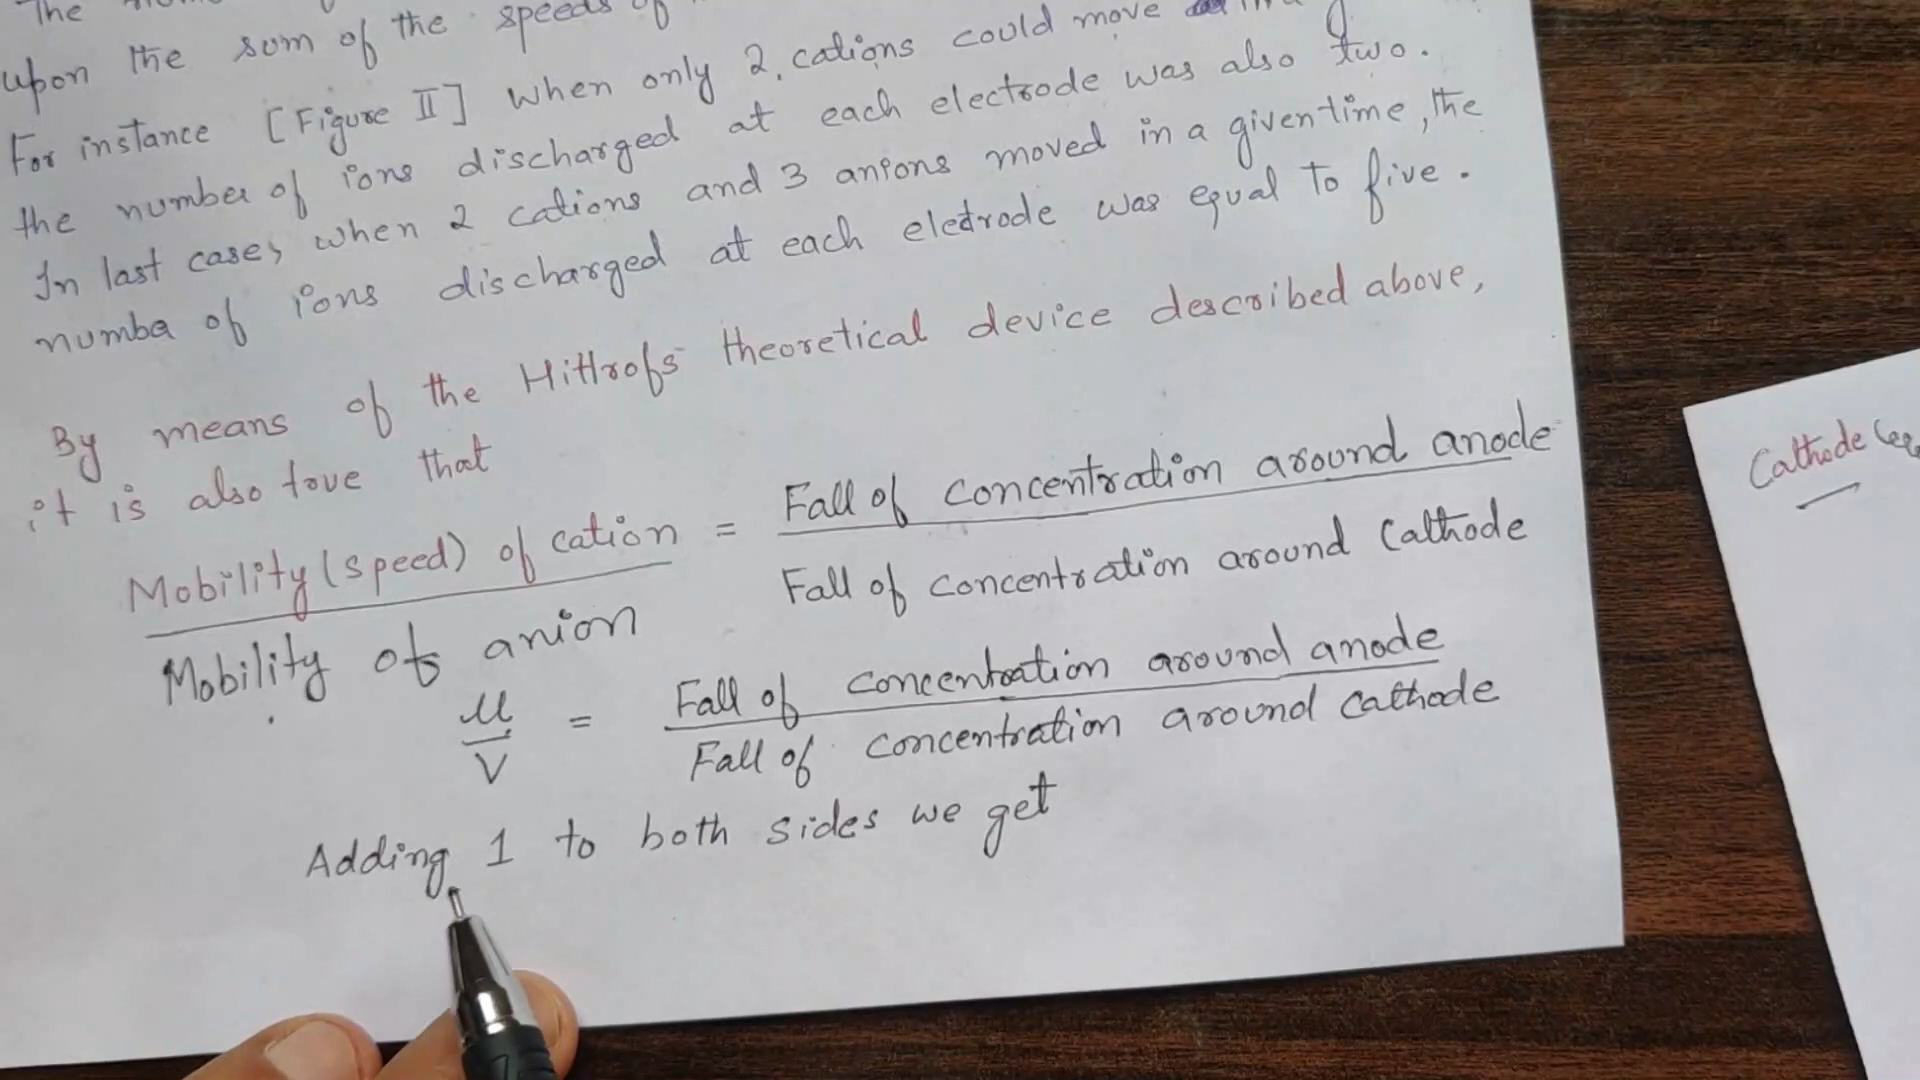 The
upon the sum of the speeds of
For instance [Figure II] when only 2 cations could move
the number of ions discharged at each electrode was also two.
In last cases, when 2 cations and 3 anions moved in a given time, the
numbe of ions discharged at each eletrode was equal to five.
By means of the Hittrofs theoretical device described above,
it is also tove that
Mobility (speed) of cation = Fall of concentration around anode
Mobility of anion Fall of concentration around Cathode
u = Fall of concentration around anode
v Fall of concentration around cathode
Adding 1 to both sides we get
Cathode